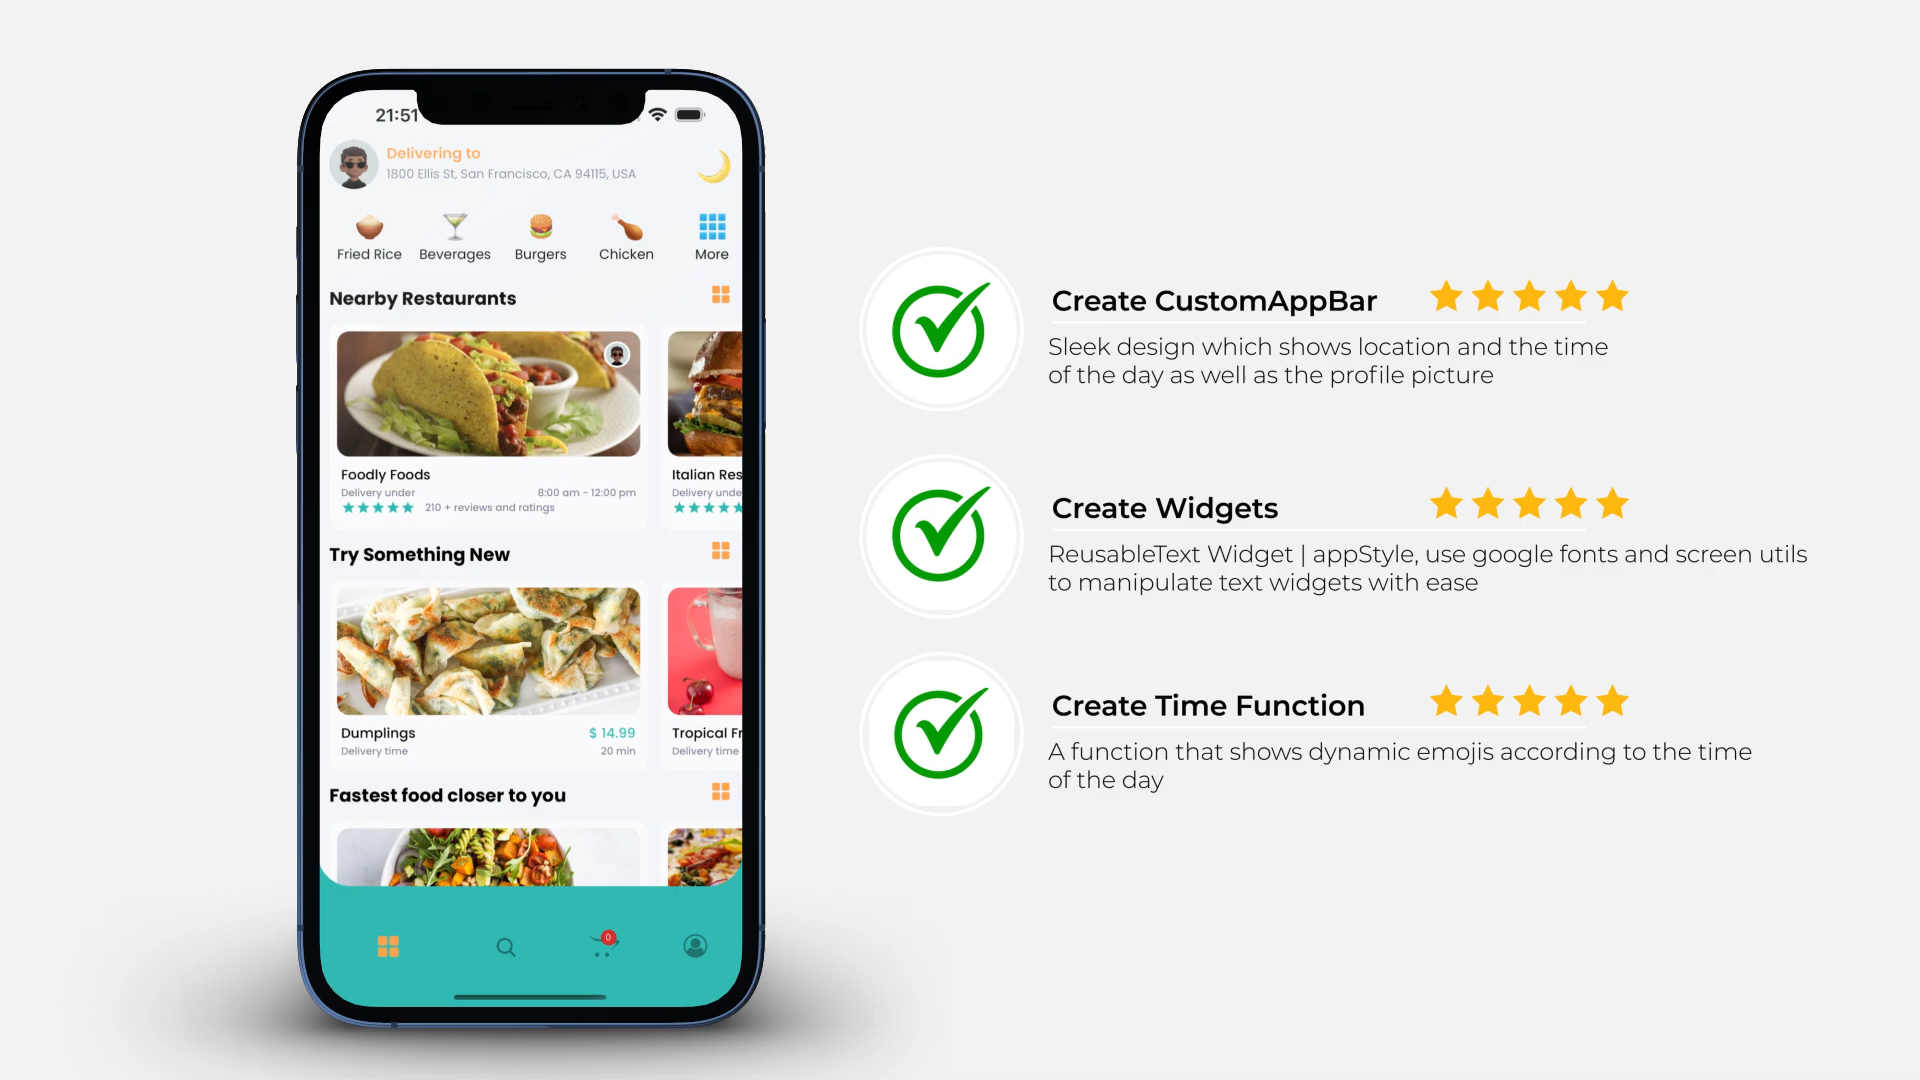 21:51
Delivering to
1800 Ellis St, San Francisco, CA 94115, USA
Fried Rice
Beverages
Burgers
Chicken
More
Nearby Restaurants
Foodly Foods
Delivery under
8:00 am - 12:00 pm
210 + reviews and ratings
Italian Res
Delivery unde
Try Something New
Dumplings
$ 14.99
Delivery time
20 min
Tropical Fr
Delivery time
Fastest food closer to you
0
Create CustomAppBar
Sleek design which shows location and the time
of the day as well as the profile picture
Create Widgets
ReusableText Widget | appStyle, use google fonts and screen utils
to manipulate text widgets with ease
Create Time Function
A function that shows dynamic emojis according to the time
of the day